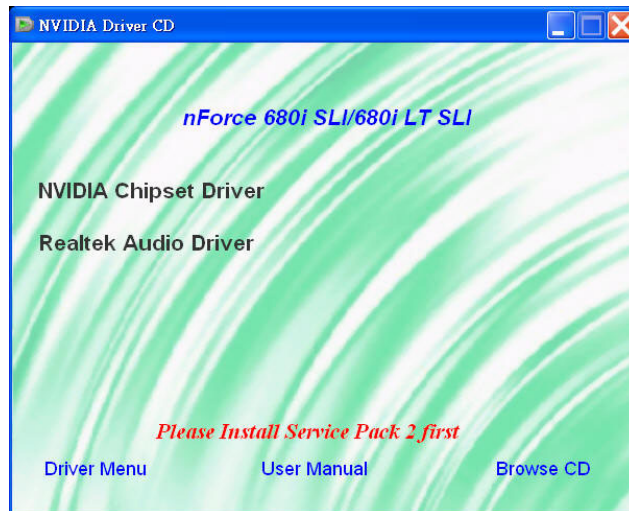 NVIDIA Driver CD
nForce 680i SLI/680i LT SLI
NVIDIA Chipset Driver
Realtek Audio Driver
Please Install Service Pack 2 first
Driver Menu User Manual Browse CD